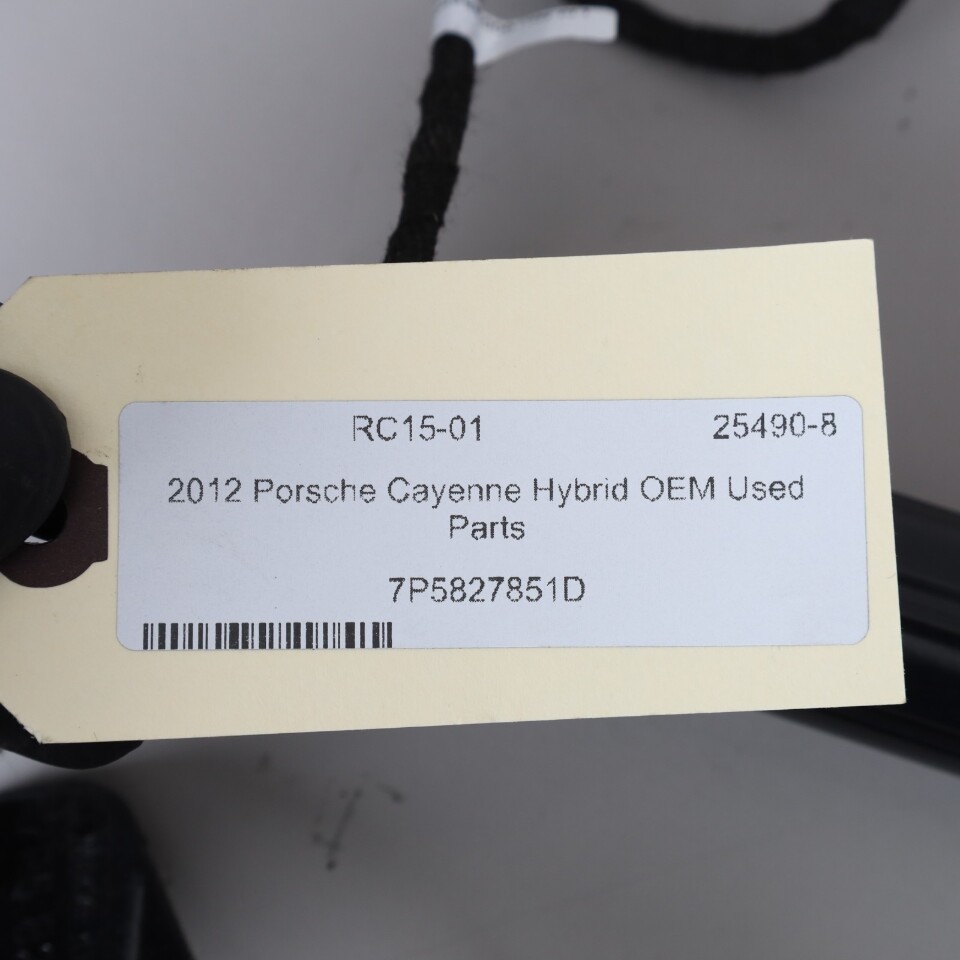 RC15-01 25490-8
2012 Porsche Cayenne Hybrid OEM Used
Parts
7P5827851D